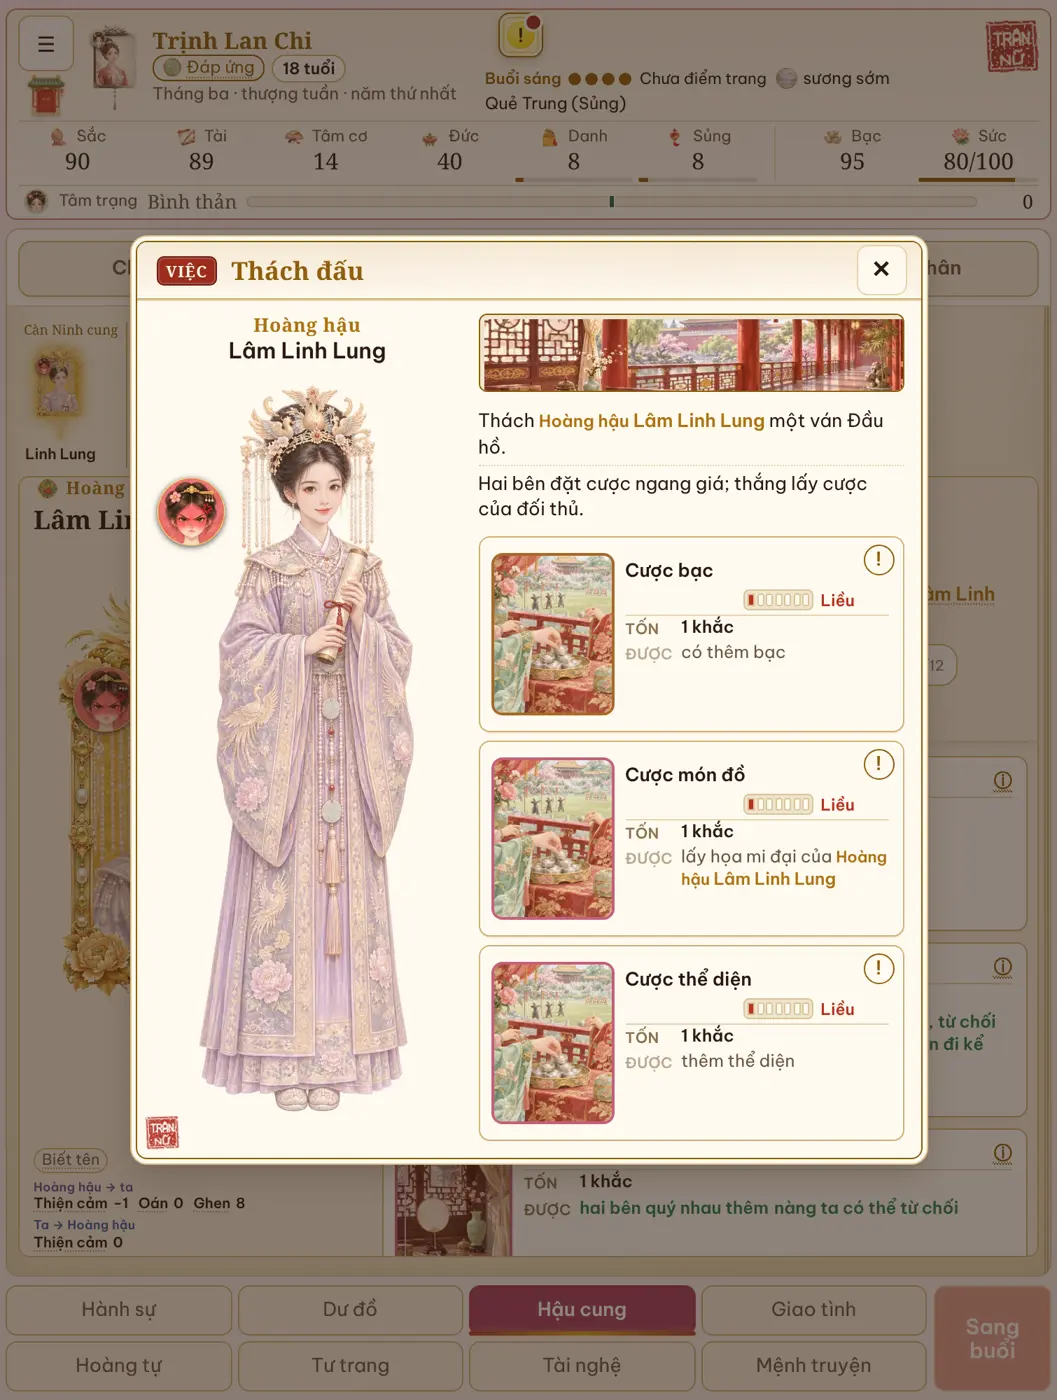 ☰
Trịnh Lan Chi
Đáp ứng
18 tuổi
Tháng ba · thượng tuần · năm thứ nhất
!
Buổi sáng
Chưa điểm trang
sương sớm
Quẻ Trung (Sủng)
TRÂN NỮ
Sắc
90
Tài
89
Tâm cơ
14
Đức
40
Danh
8
Sủng
8
Bạc
95
Sức
80/100
Tâm trạng
Bình thản
0
VIỆC
Thách đấu
×
Hoàng hậu
Lâm Linh Lung
Thách Hoàng hậu Lâm Linh Lung một ván Đầu
hồ.
Hai bên đặt cược ngang giá; thắng lấy cược
của đối thủ.
Cược bạc
!
Liều
TỐN 1 khắc
ĐƯỢC có thêm bạc
Cược món đồ
!
Liều
TỐN 1 khắc
ĐƯỢC lấy họa mi đại của Hoàng
hậu Lâm Linh Lung
Cược thể diện
!
Liều
TỐN 1 khắc
ĐƯỢC thêm thể diện
TRÂN NỮ
Càn Ninh cung
Linh Lung
Hoàng
âm Linh
12
, từ chối
n đi kể
Biết tên
Hoàng hậu → ta
Thiện cảm −1 Oán 0 Ghen 8
Ta → Hoàng hậu
Thiện cảm 0
TỐN 1 khắc
ĐƯỢC hai bên quý nhau thêm nàng ta có thể từ chối
Hành sự
Dư đồ
Hậu cung
Giao tình
Sang
buổi
Hoàng tự
Tư trang
Tài nghệ
Mệnh truyện